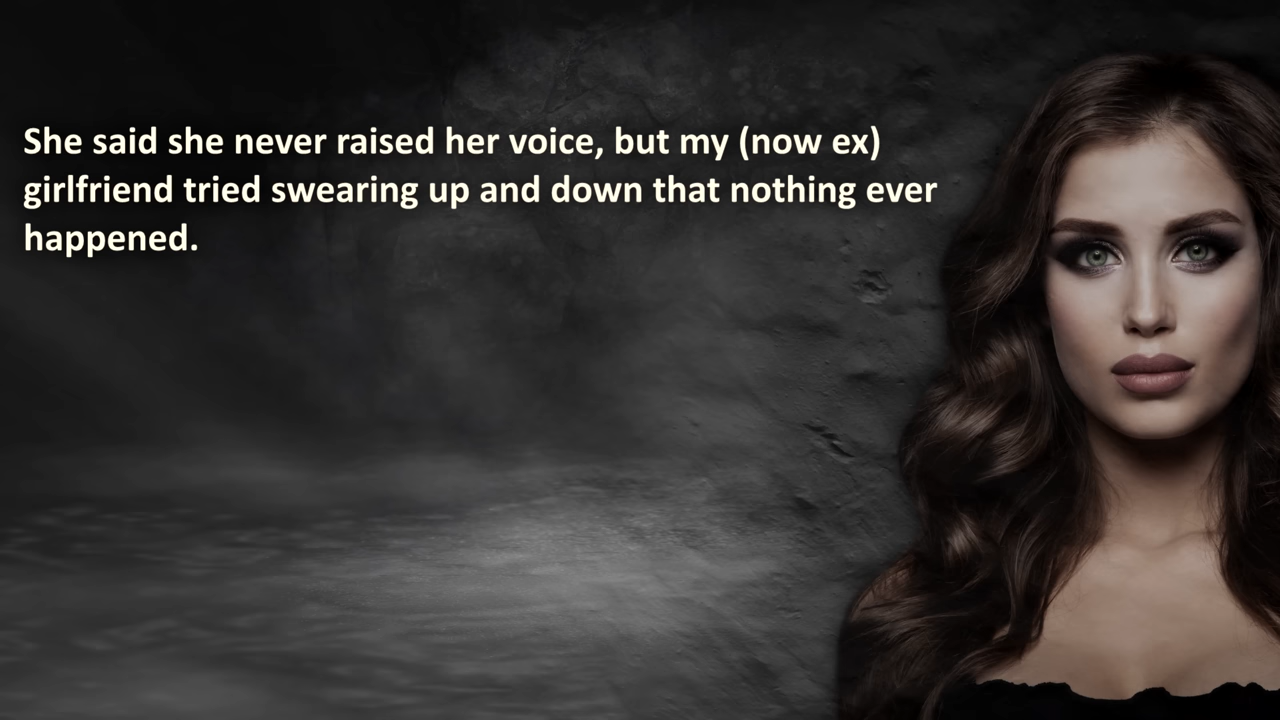 She said she never raised her voice, but my (now ex)
girlfriend tried swearing up and down that nothing ever
happened.